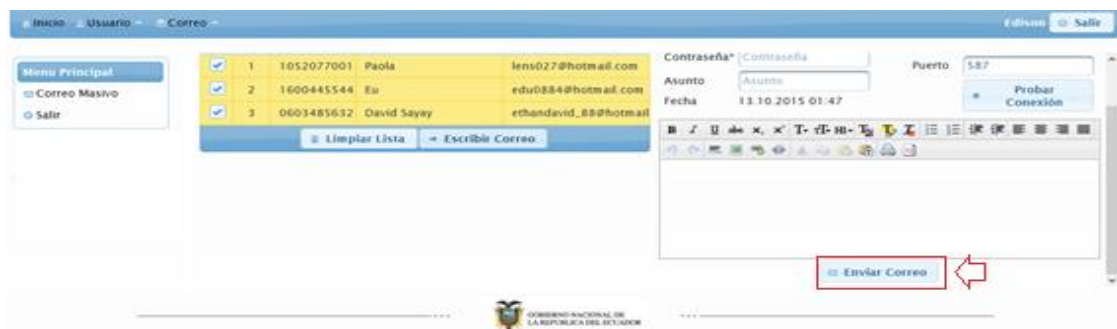 Inicio Usuario Correo Edison Salir
Menu Principal
Correo Masivo
Salir
1 1052077001 Paola lens027@hotmail.com
2 1600445544 Eu edu0884@hotmail.com
3 0603485632 David Sayay ethandavid_88@hotmail
Limpiar Lista Escribir Correo
Contraseña* Contraseña Puerto 587
Asunto Asunto Probar
Conexión
Fecha 13.10.2015 01:47
Enviar Correo
GOBIERNO NACIONAL DE
LA REPUBLICA DEL ECUADOR